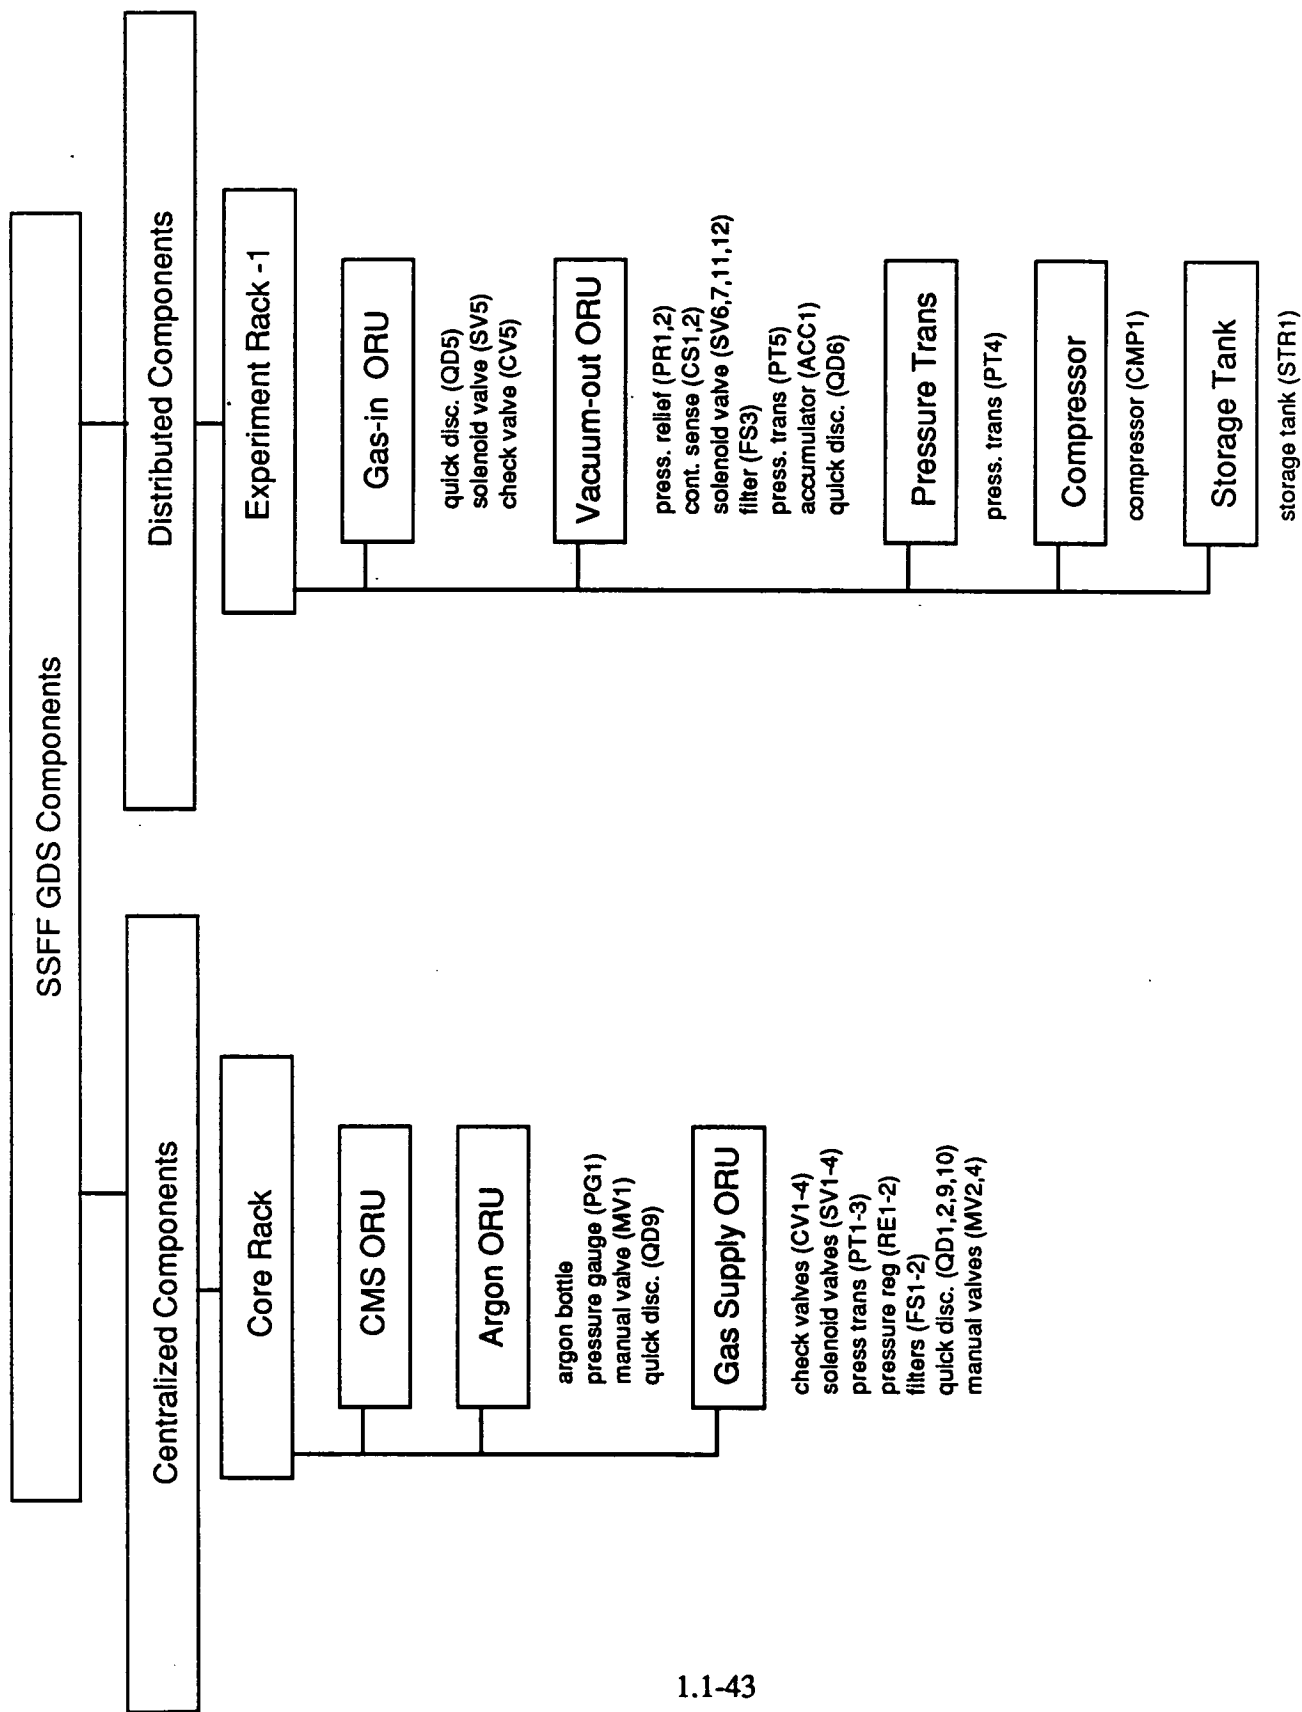 SSFF GDS Components
Centralized Components
Core Rack
CMS ORU
Argon ORU
argon bottle
pressure gauge (PG1)
manual valve (MV1)
quick disc. (QD9)
Gas Supply ORU
check valves (CV1-4)
solenoid valves (SV1-4)
press trans (PT1-3)
pressure reg (RE1-2)
filters (FS1-2)
quick disc. (QD1,2,9,10)
manual valves (MV2,4)
Distributed Components
Experiment Rack -1
Gas-in ORU
quick disc. (QD5)
solenoid valve (SV5)
check valve (CV5)
Vacuum-out ORU
press. relief (PR1,2)
cont. sense (CS1,2)
solenoid valve (SV6,7,11,12)
filter (FS3)
press. trans (PT5)
accumulator (ACC1)
quick disc. (QD6)
Pressure Trans
press. trans (PT4)
Compressor
compressor (CMP1)
Storage Tank
storage tank (STR1)
1.1-43